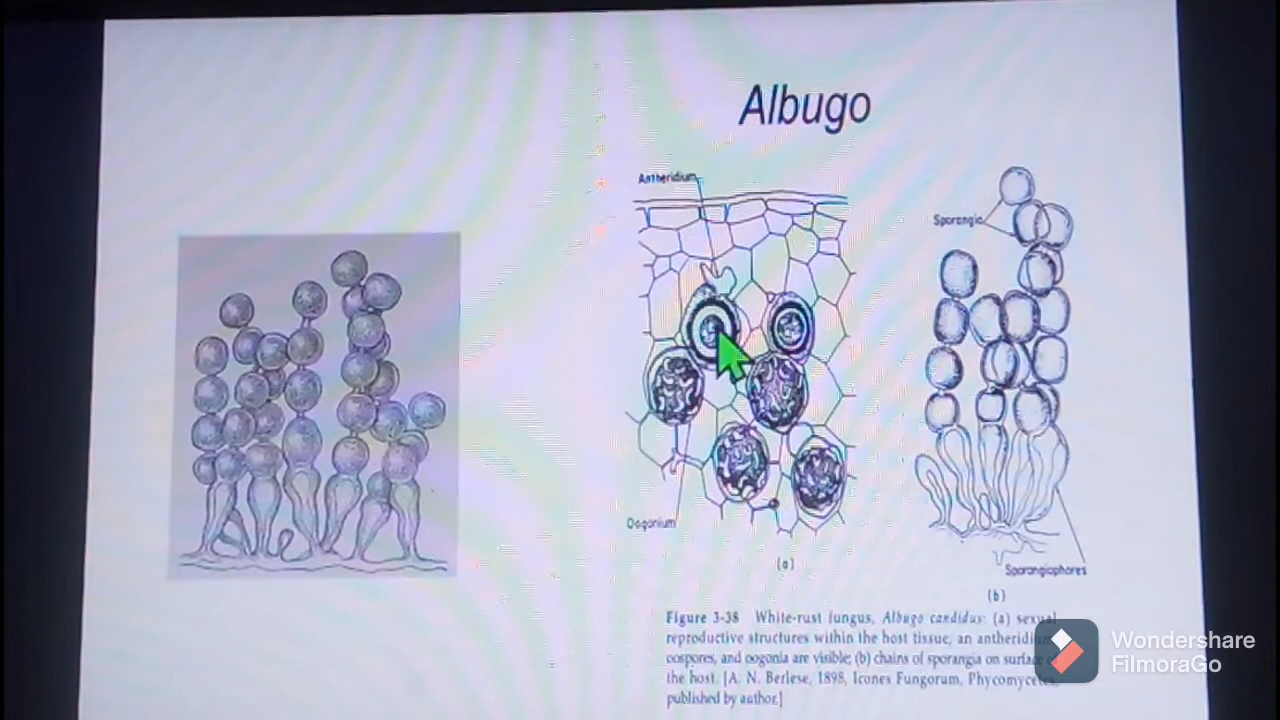 Albugo
Antheridium
Sporangia
Oogonium
Sporangiophores
(a)
(b)
Figure 3-38 White-rust fungus, Albugo candidus: (a) sexual
reproductive structures within the host tissue, an antheridium,
oospores, and oogonia are visible; (b) chains of sporangia on surface
the host. [A. N. Berlese, 1898, Icones Fungorum, Phycomycetes,
published by author.]
Wondershare
FilmoraGo